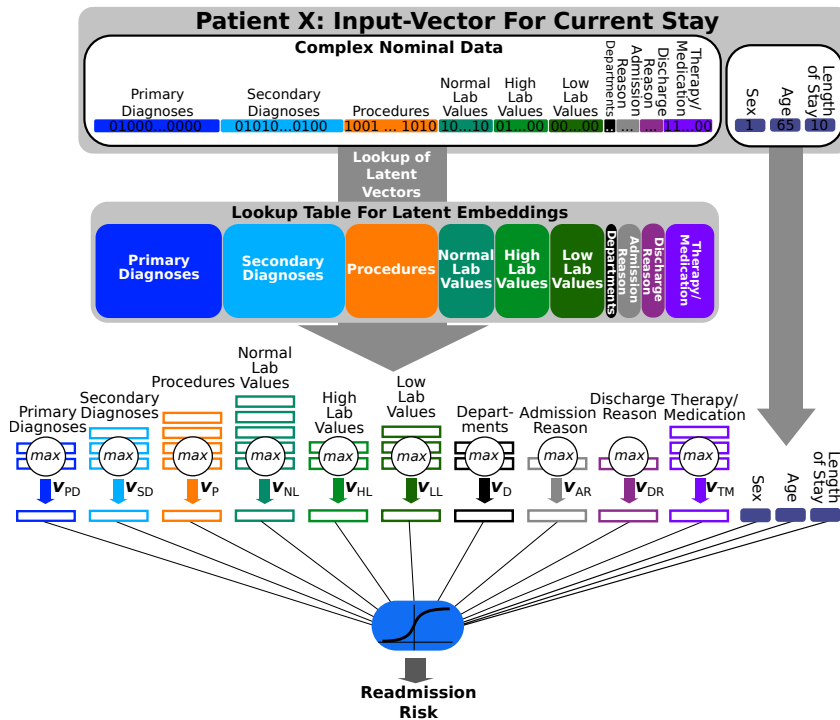 Patient X: Input-Vector For Current Stay
Complex Nominal Data
Primary
Diagnoses
Secondary
Diagnoses
Procedures
Normal
Lab
Values
High
Lab
Values
Low
Lab
Values
Departments
Admission
Reason
Discharge
Reason
Therapy/
Medication
Sex
Age
Length
of Stay
01000...0000
01010...0100
1001 ... 1010
10...10
01...00
00...00
..
...
...
11...00
1
65
10
Lookup of
Latent
Vectors
Lookup Table For Latent Embeddings
Primary
Diagnoses
Secondary
Diagnoses
Procedures
Normal
Lab
Values
High
Lab
Values
Low
Lab
Values
Departments
Admission
Reason
Discharge
Reason
Therapy/
Medication
Primary
Diagnoses
Secondary
Diagnoses
Procedures
Normal
Lab
Values
High
Lab
Values
Low
Lab
Values
Depart-
ments
Admission
Reason
Discharge
Reason
Therapy/
Medication
max
max
max
max
max
max
max
max
max
max
vPD
vSD
vP
vNL
vHL
vLL
vD
vAR
vDR
vTM
Sex
Age
Length
of Stay
Readmission
Risk